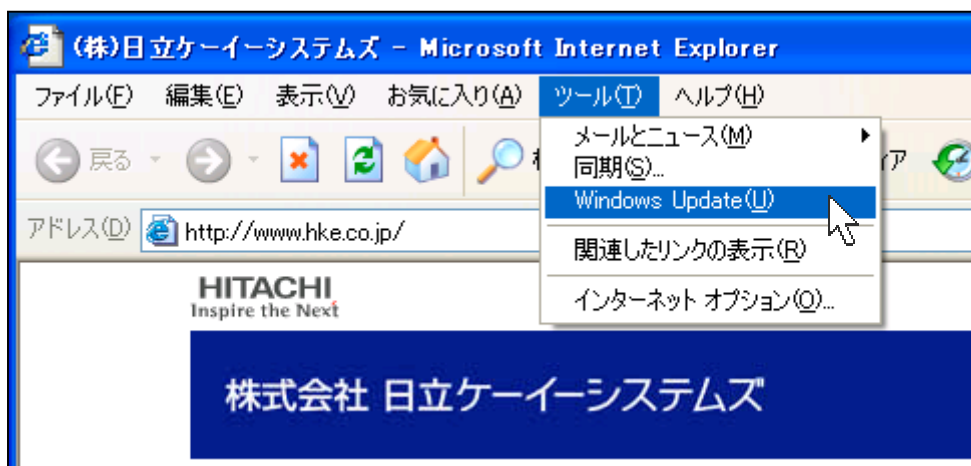 (株)日立ケーイーシステムズ - Microsoft Internet Explorer
ファイル(F) 編集(E) 表示(V) お気に入り(A) ツール(T) ヘルプ(H)
戻る
メールとニュース(M)
同期(S)...
Windows Update(U)
関連したリンクの表示(R)
インターネット オプション(O)...
アドレス(D) http://www.hke.co.jp/
HITACHI
Inspire the Next
株式会社 日立ケーイーシステムズ